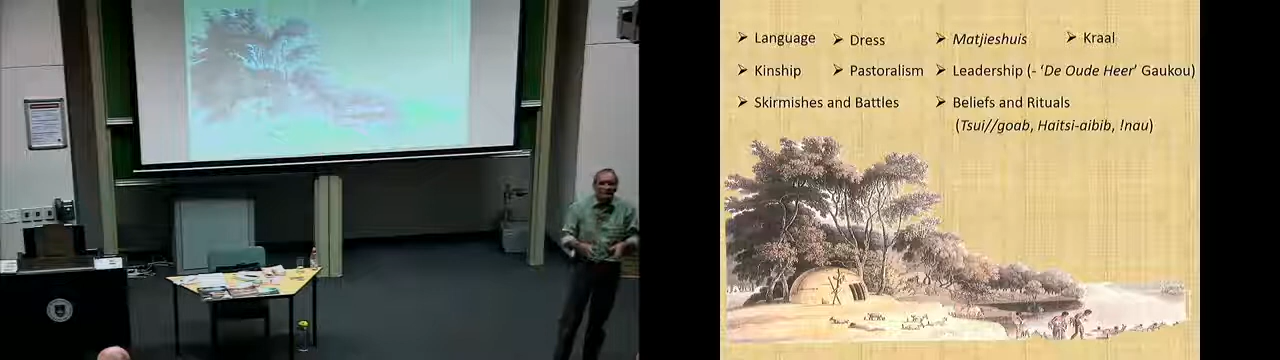 ➢ Language ➢ Dress ➢ Matjieshuis ➢ Kraal
➢ Kinship ➢ Pastoralism ➢ Leadership (- ‘De Oude Heer’ Gaukou)
➢ Skirmishes and Battles ➢ Beliefs and Rituals
(Tsui//goab, Haitsi-aibib, !nau)